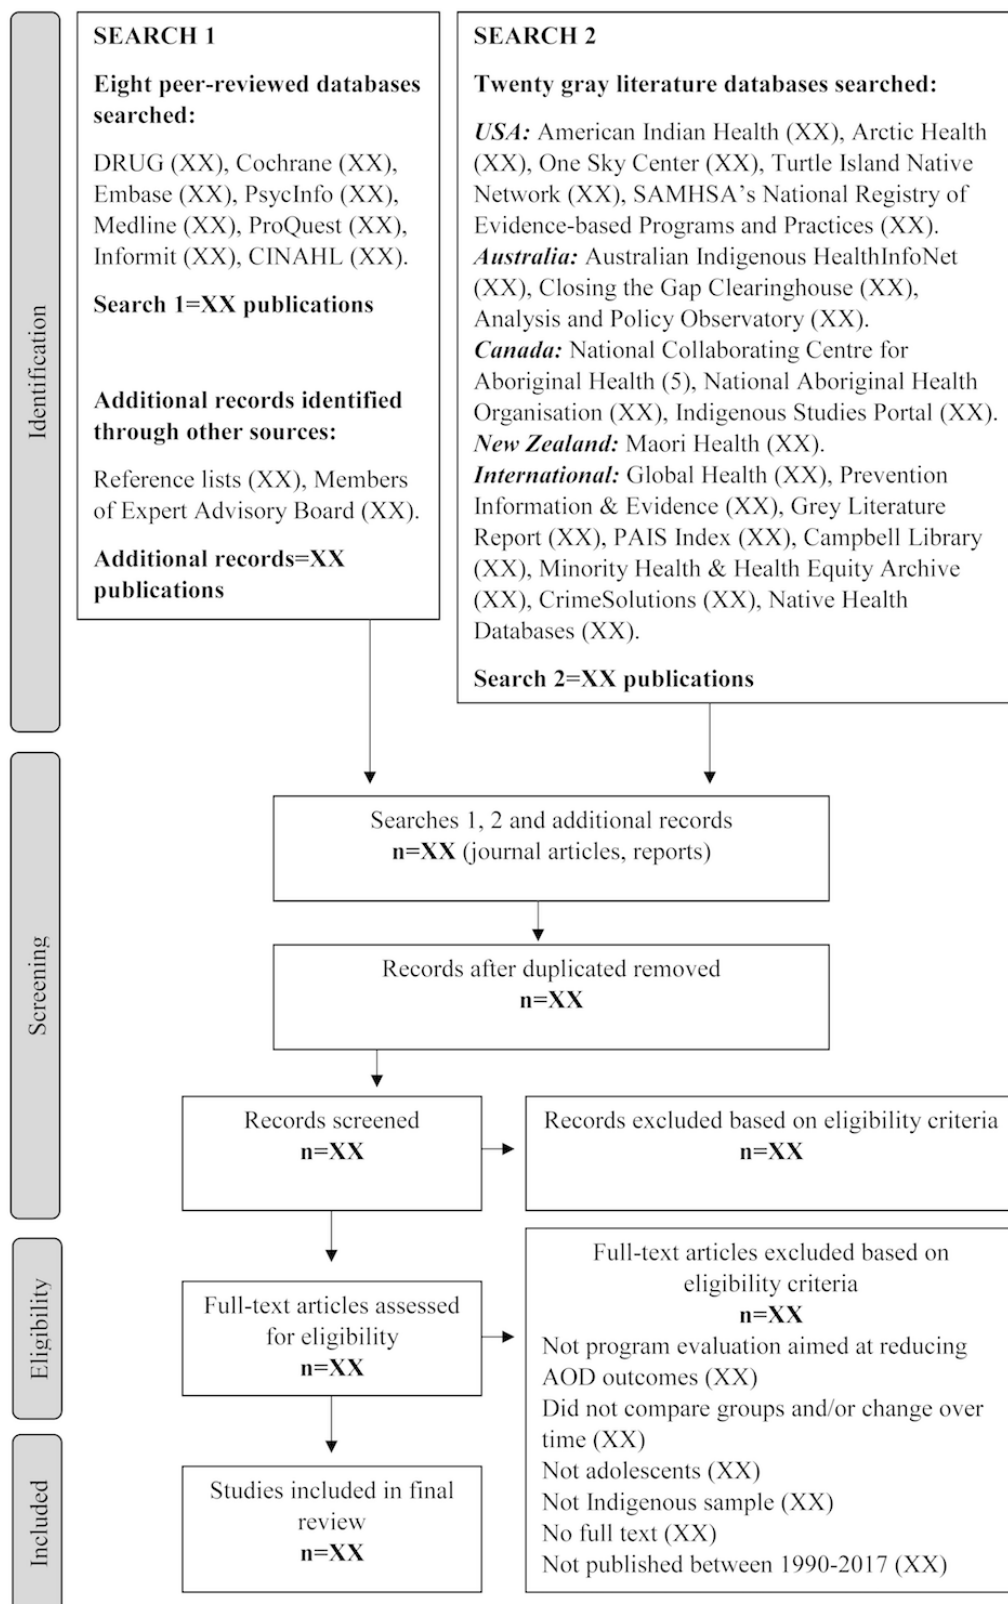 Identification
SEARCH 1
Eight peer-reviewed databases
searched:
DRUG (XX), Cochrane (XX),
Embase (XX), PsycInfo (XX),
Medline (XX), ProQuest (XX),
Informit (XX), CINAHL (XX).
Search 1=XX publications
Additional records identified
through other sources:
Reference lists (XX), Members
of Expert Advisory Board (XX).
Additional records=XX
publications
SEARCH 2
Twenty gray literature databases searched:
USA: American Indian Health (XX), Arctic Health
(XX), One Sky Center (XX), Turtle Island Native
Network (XX), SAMHSA's National Registry of
Evidence-based Programs and Practices (XX).
Australia: Australian Indigenous HealthInfoNet
(XX), Closing the Gap Clearinghouse (XX),
Analysis and Policy Observatory (XX).
Canada: National Collaborating Centre for
Aboriginal Health (5), National Aboriginal Health
Organisation (XX), Indigenous Studies Portal (XX).
New Zealand: Maori Health (XX).
International: Global Health (XX), Prevention
Information & Evidence (XX), Grey Literature
Report (XX), PAIS Index (XX), Campbell Library
(XX), Minority Health & Health Equity Archive
(XX), CrimeSolutions (XX), Native Health
Databases (XX).
Search 2=XX publications
Screening
Searches 1, 2 and additional records
n=XX (journal articles, reports)
Records after duplicated removed
n=XX
Records screened
n=XX
Records excluded based on eligibility criteria
n=XX
Eligibility
Full-text articles assessed
for eligibility
n=XX
Full-text articles excluded based on
eligibility criteria
n=XX
Not program evaluation aimed at reducing
AOD outcomes (XX)
Did not compare groups and/or change over
time (XX)
Not adolescents (XX)
Not Indigenous sample (XX)
No full text (XX)
Not published between 1990-2017 (XX)
Included
Studies included in final
review
n=XX